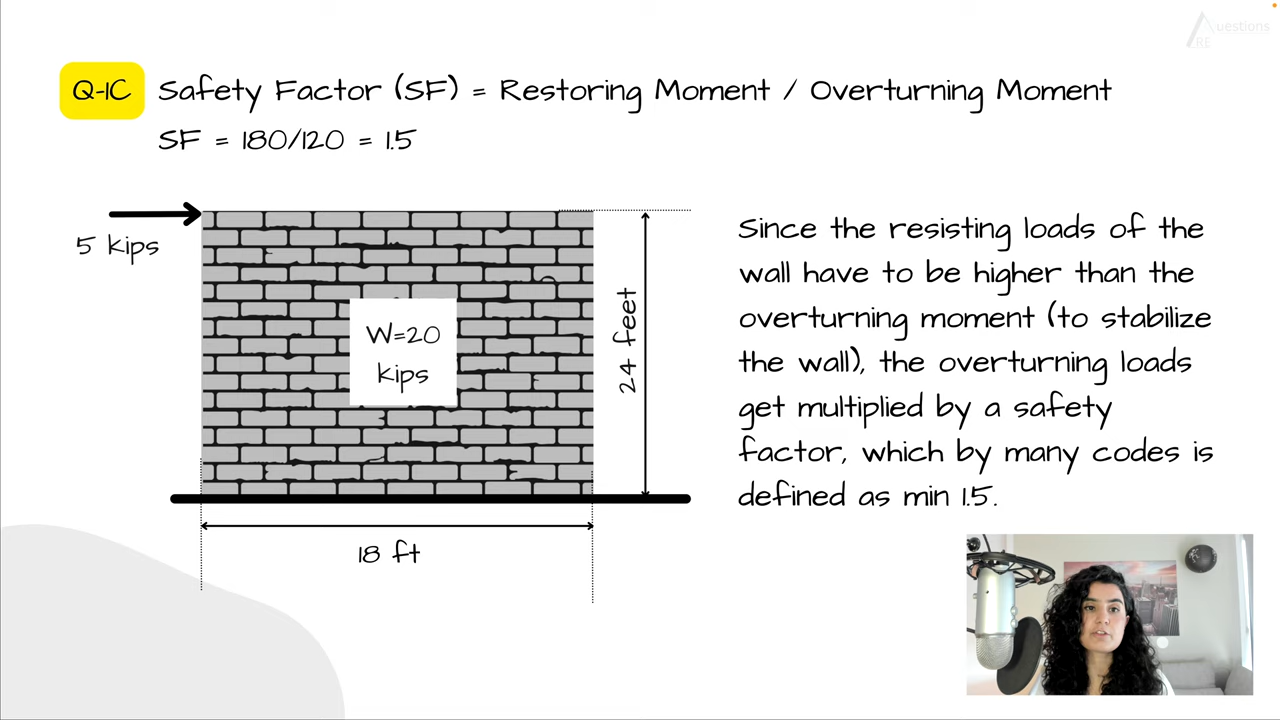 uestions
ARE
Q-1C Safety Factor (SF) = Restoring Moment / Overturning Moment
SF = 180/120 = 1.5
5 kips
W=20
kips
24 feet
18 ft
Since the resisting loads of the
wall have to be higher than the
overturning moment (to stabilize
the wall), the overturning loads
get multiplied by a safety
factor, which by many codes is
defined as min 1.5.